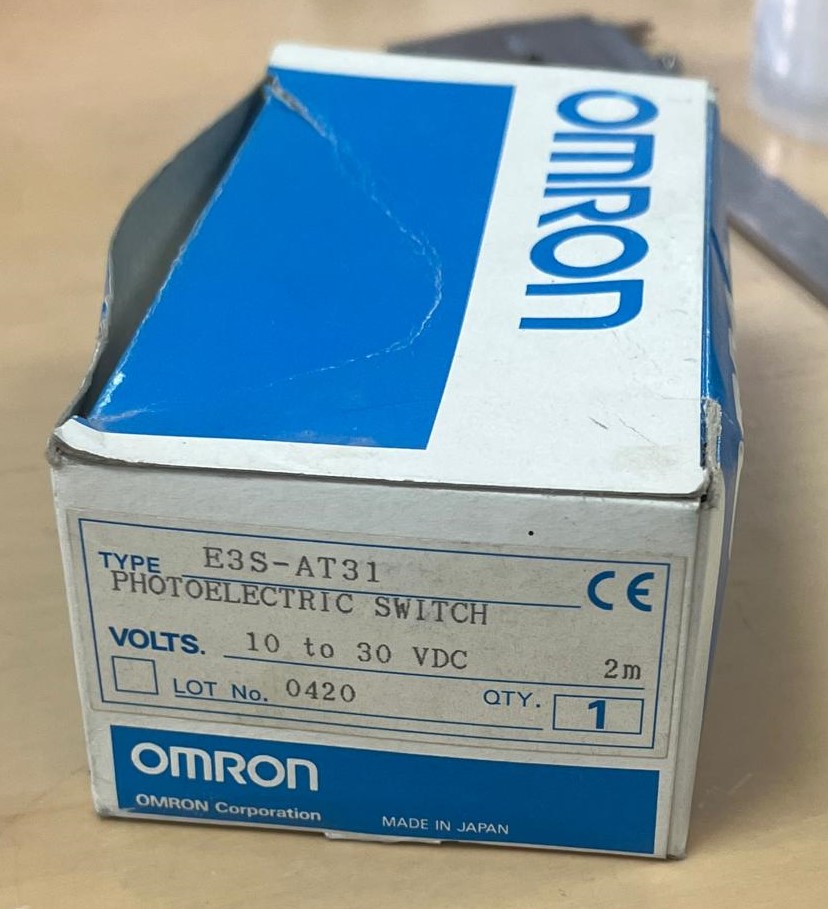 OMRON
TYPE E3S-AT31
PHOTOELECTRIC SWITCH
CE
VOLTS. 10 to 30 VDC
2m
LOT No. 0420
QTY. 1
OMRON
OMRON Corporation
MADE IN JAPAN